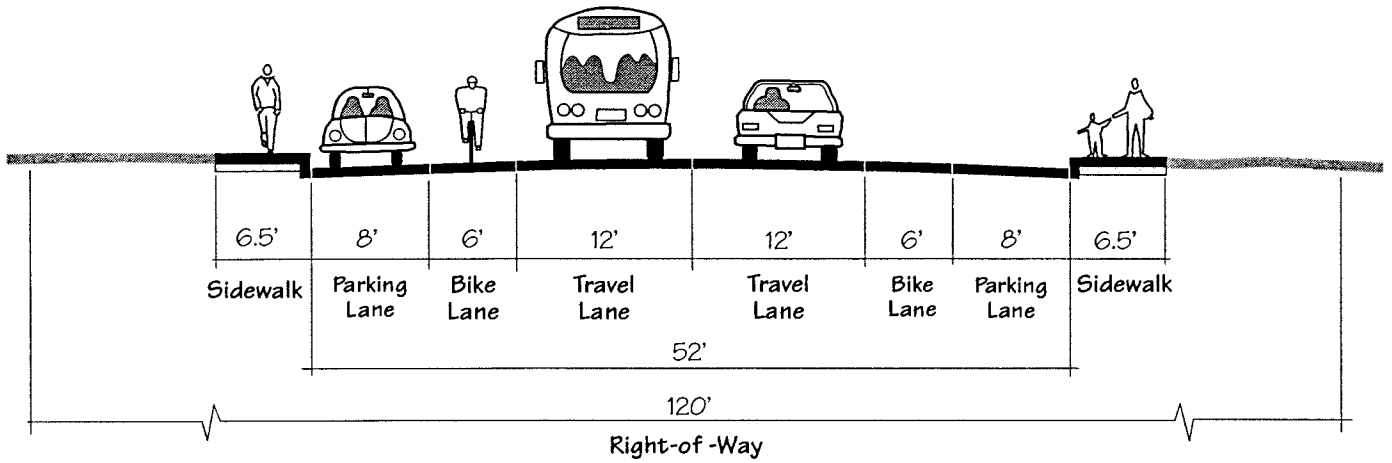 6.5' 8' 6' 12' 12' 6' 8' 6.5'
Sidewalk Parking Bike Travel Travel Bike Parking Sidewalk
Lane Lane Lane Lane Lane Lane
52'
120'
Right-of -Way